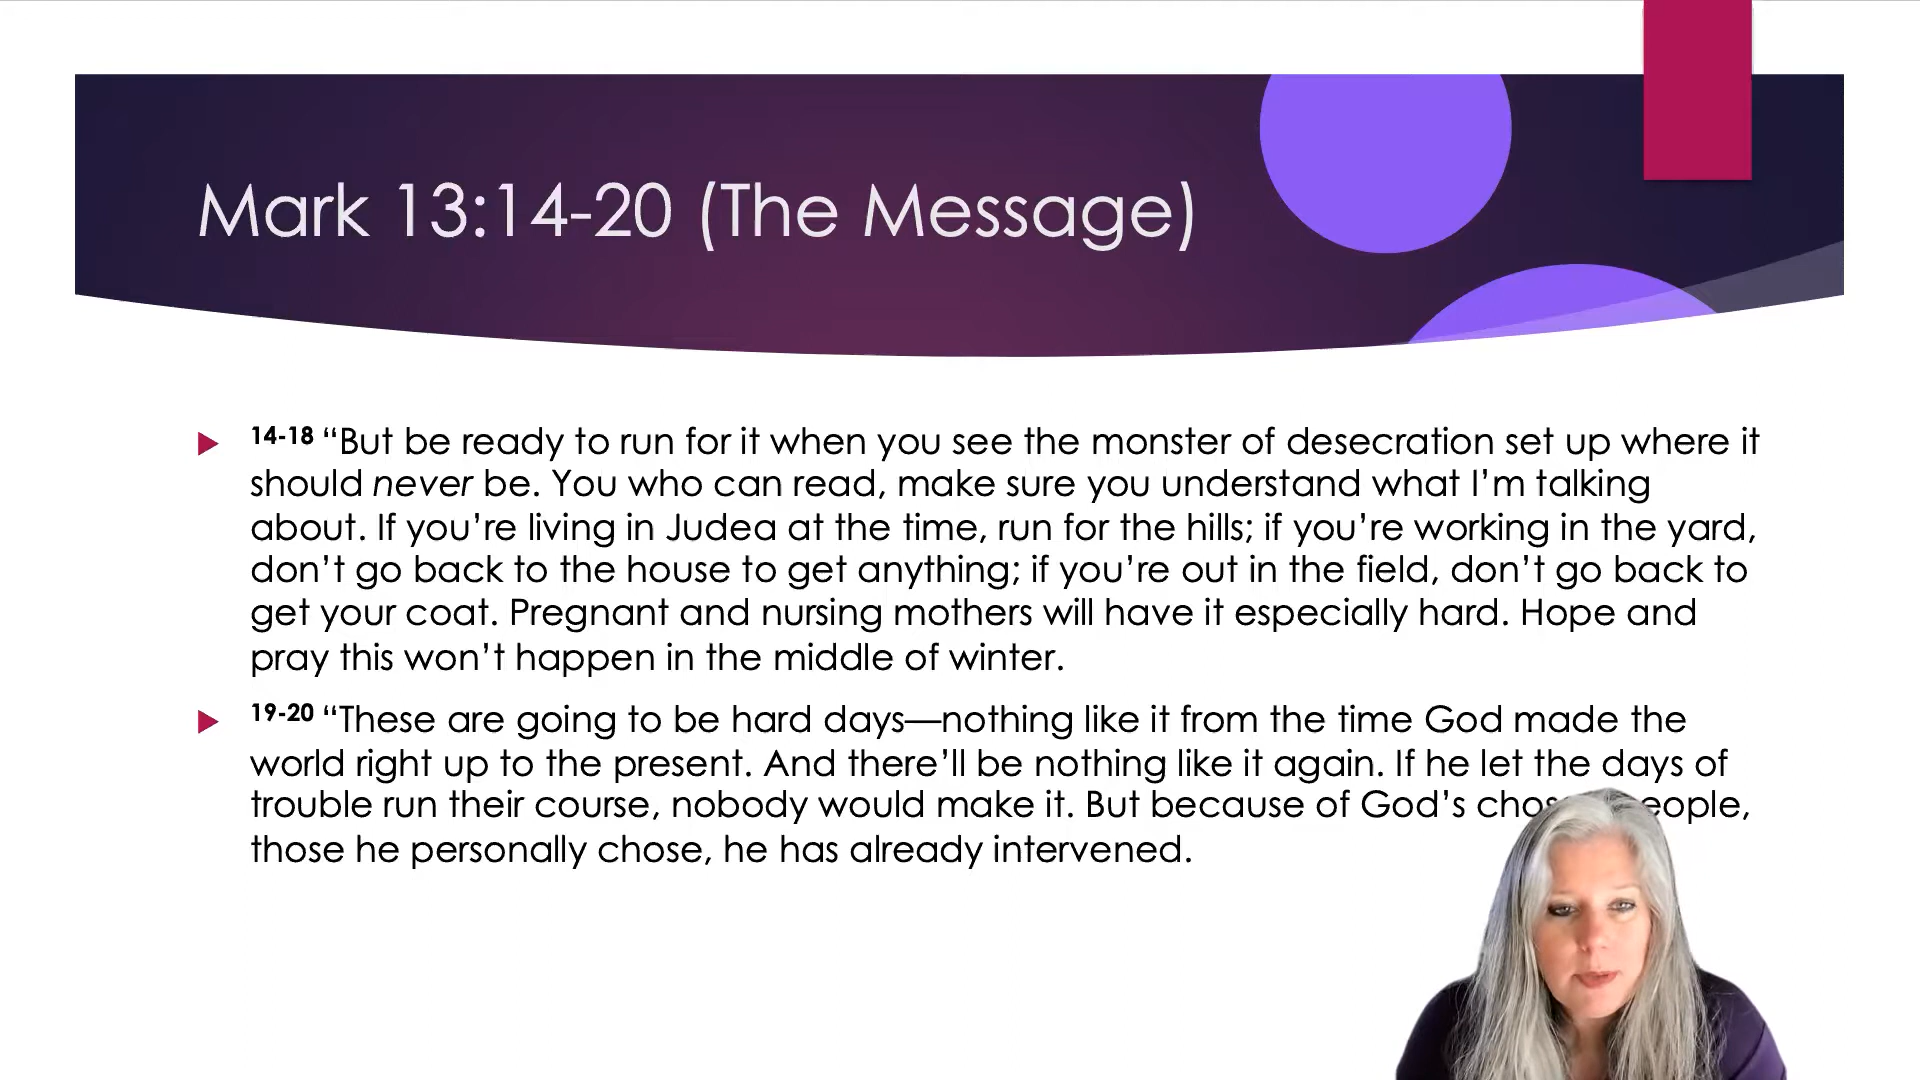 Mark 13:14-20 (The Message)
14-18 “But be ready to run for it when you see the monster of desecration set up where it
should never be. You who can read, make sure you understand what I’m talking
about. If you’re living in Judea at the time, run for the hills; if you’re working in the yard,
don’t go back to the house to get anything; if you’re out in the field, don’t go back to
get your coat. Pregnant and nursing mothers will have it especially hard. Hope and
pray this won’t happen in the middle of winter.
19-20 “These are going to be hard days—nothing like it from the time God made the
world right up to the present. And there’ll be nothing like it again. If he let the days of
trouble run their course, nobody would make it. But because of God’s
those he personally chose, he has already intervened.